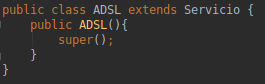 public class ADSL extends Servicio {
    public ADSL(){
        super();
    }
}